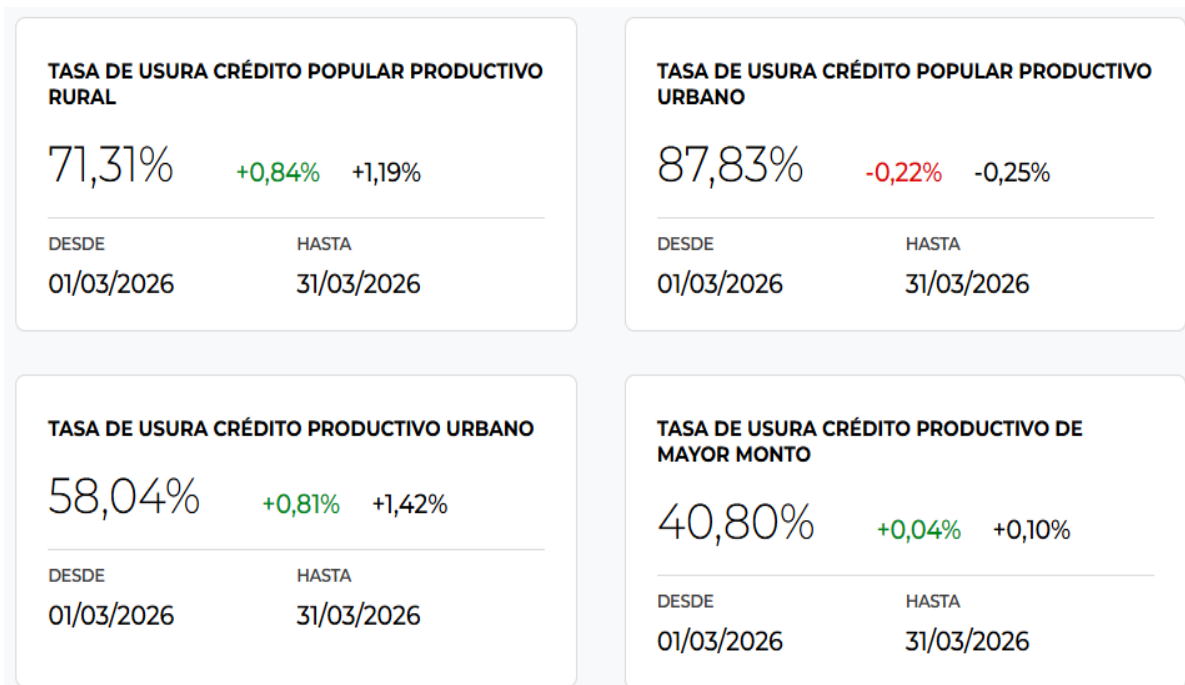 TASA DE USURA CRÉDITO POPULAR PRODUCTIVO
RURAL
71,31% +0,84% +1,19%
DESDE HASTA
01/03/2026 31/03/2026
TASA DE USURA CRÉDITO POPULAR PRODUCTIVO
URBANO
87,83% -0,22% -0,25%
DESDE HASTA
01/03/2026 31/03/2026
TASA DE USURA CRÉDITO PRODUCTIVO URBANO
58,04% +0,81% +1,42%
DESDE HASTA
01/03/2026 31/03/2026
TASA DE USURA CRÉDITO PRODUCTIVO DE
MAYOR MONTO
40,80% +0,04% +0,10%
DESDE HASTA
01/03/2026 31/03/2026